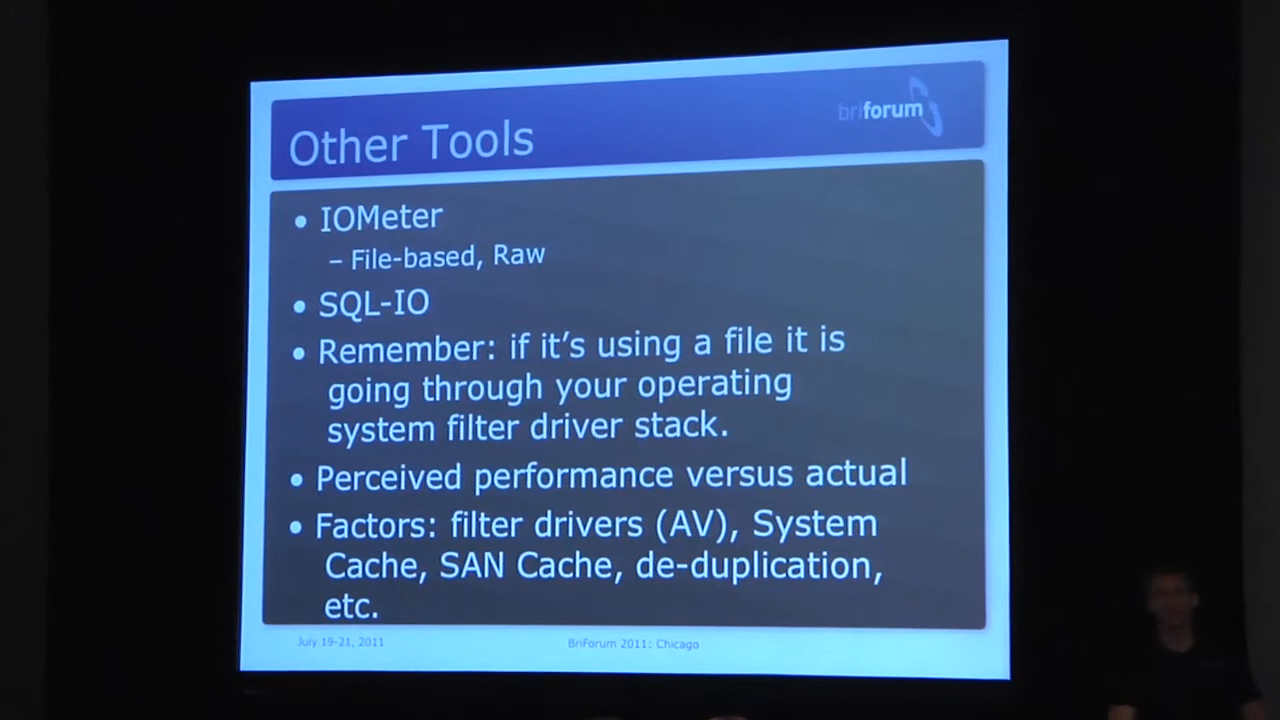 briforum
Other Tools
• IOMeter
– File-based, Raw
• SQL-IO
• Remember: if it's using a file it is
going through your operating
system filter driver stack.
• Perceived performance versus actual
• Factors: filter drivers (AV), System
Cache, SAN Cache, de-duplication,
etc.
July 19-21, 2011
BriForum 2011: Chicago